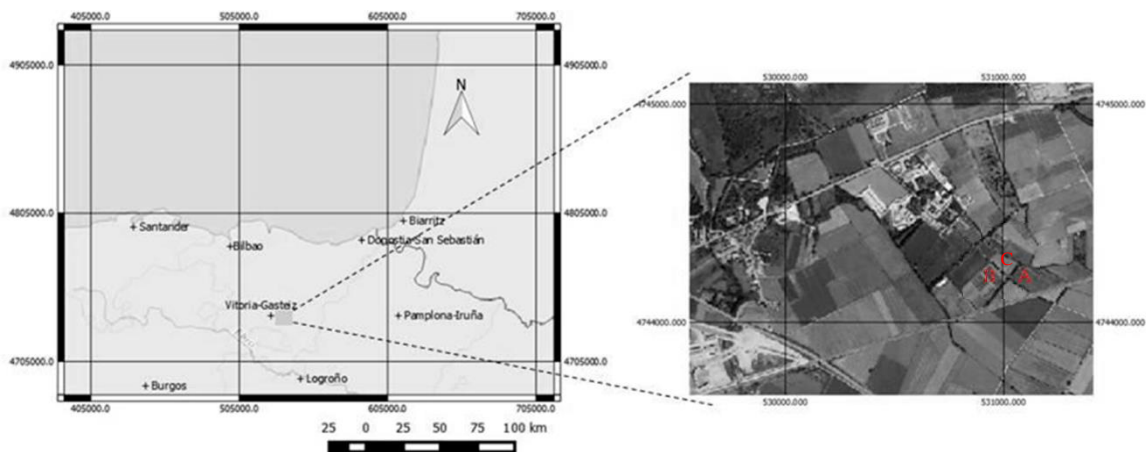 405000.0 505000.0 605000.0 705000.0
4905000.0 4905000.0
N
4805000.0 4805000.0
Santander
Biarritz
Bilbao
Donostia-San Sebastián
Vitoria-Gasteiz
Pamplona-Iruña
4705000.0 4705000.0
Burgos
Logroño
405000.0 505000.0 605000.0 705000.0
25 0 25 50 75 100 km
530000.000 531000.000
4745000.000 4745000.000
C
A
4744000.000 4744000.000
530000.000 531000.000